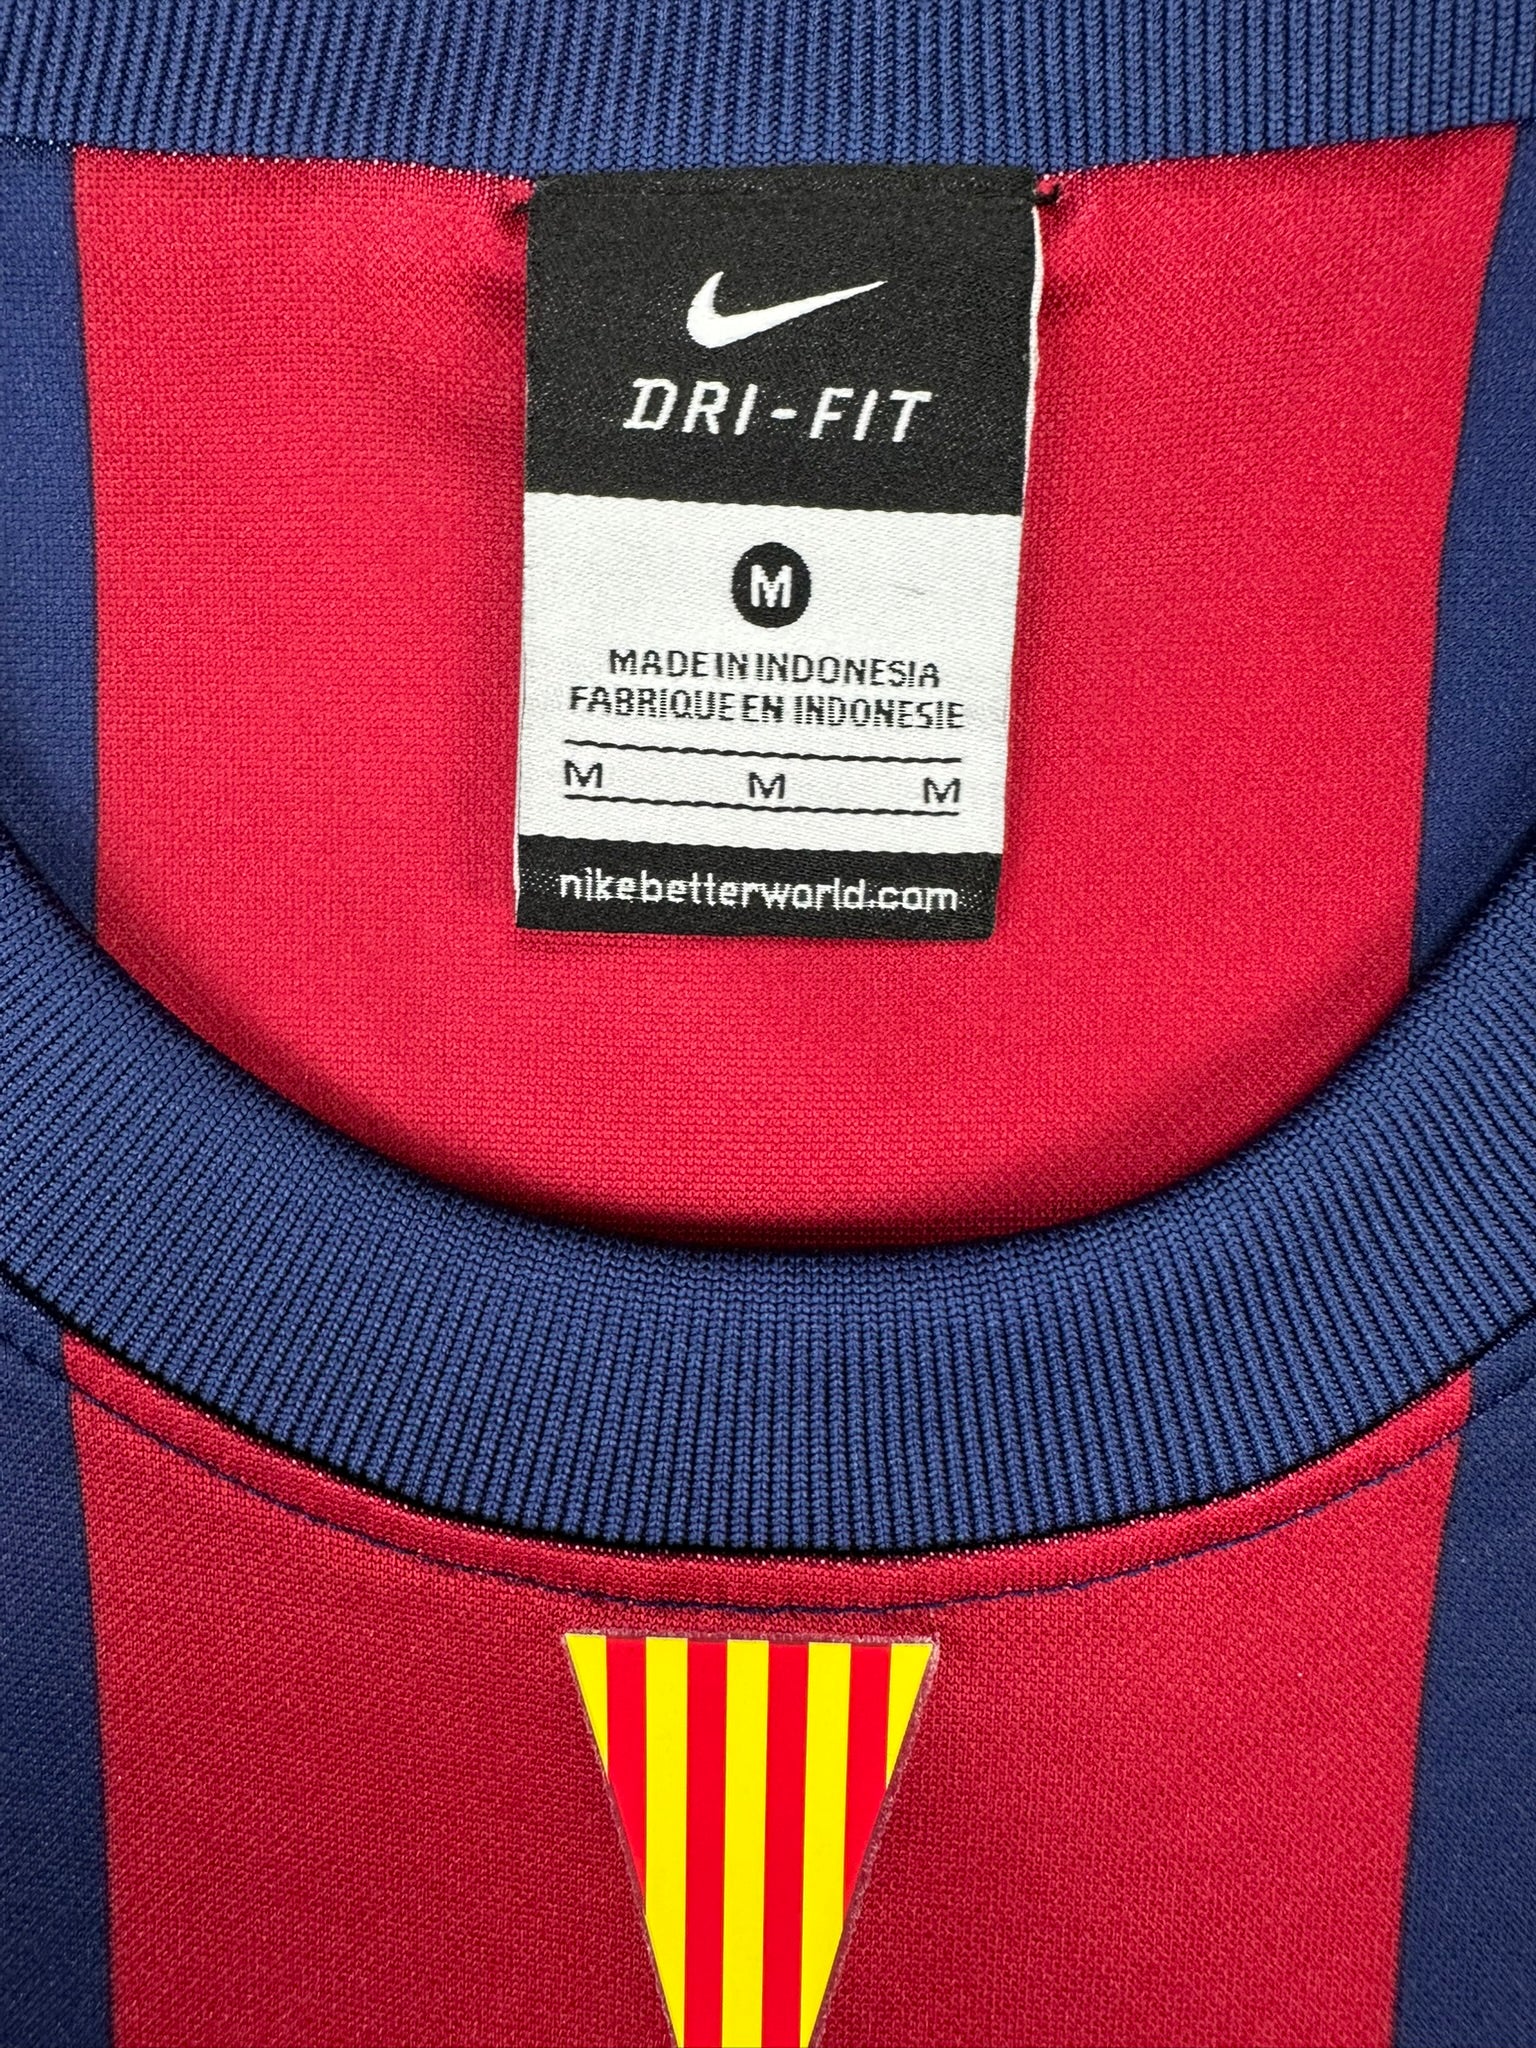 DRI-FIT
M
MADE IN INDONESIA
FABRIQUE EN INDONESIE
M M M
nikebetterworld.com